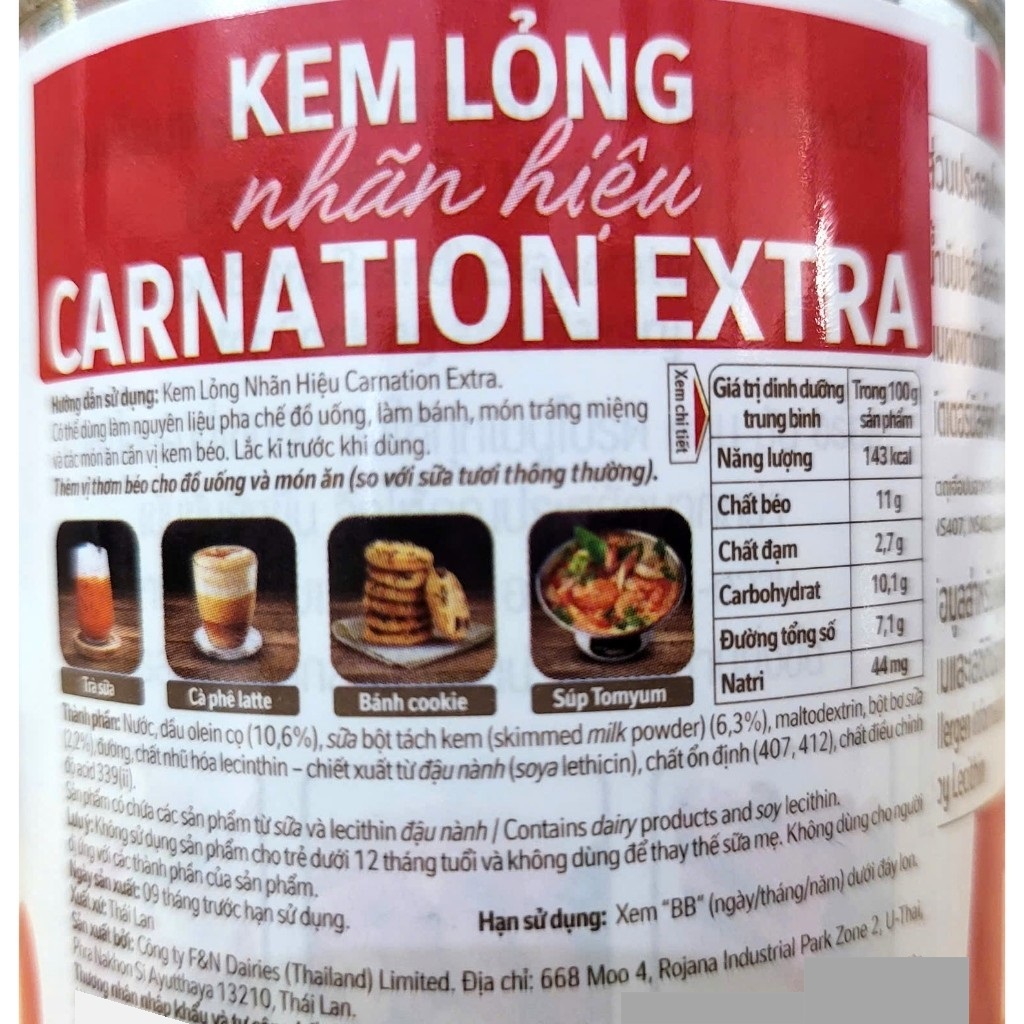 KEM LỎNG
nhãn hiệu
CARNATION EXTRA
Hướng dẫn sử dụng: Kem Lỏng Nhãn Hiệu Carnation Extra.
Có thể dùng làm nguyên liệu pha chế đồ uống, làm bánh, món tráng miệng
và các món ăn cần vị kem béo. Lắc kĩ trước khi dùng.
Thêm vị thơm béo cho đồ uống và món ăn (so với sữa tươi thông thường).
Xem chi tiết
Giá trị dinh dưỡng trung bình Trong 100g sản phẩm
Năng lượng 143 kcal
Chất béo 11 g
Chất đạm 2,7 g
Carbohydrat 10,1 g
Đường tổng số 7,1 g
Natri 44 mg
Trà sữa
Cà phê latte
Bánh cookie
Súp Tomyum
Thành phần: Nước, dầu olein cọ (10,6%), sữa bột tách kem (skimmed milk powder) (6,3%), maltodextrin, bột bơ sữa
(2,2%), đường, chất nhũ hóa lecinthin – chiết xuất từ đậu nành (soya lethicin), chất ổn định (407, 412), chất điều chỉnh
độ acid 339(ii).
Sản phẩm có chứa các sản phẩm từ sữa và lecithin đậu nành / Contains dairy products and soy lecithin.
Lưu ý: Không sử dụng sản phẩm cho trẻ dưới 12 tháng tuổi và không dùng để thay thế sữa mẹ. Không dùng cho người
dị ứng với các thành phần của sản phẩm.
Ngày sản xuất: 09 tháng trước hạn sử dụng.
Hạn sử dụng: Xem "BB" (ngày/tháng/năm) dưới đáy lon.
Xuất xứ: Thái Lan
Sản xuất bởi: Công ty F&N Dairies (Thailand) Limited. Địa chỉ: 668 Moo 4, Rojana Industrial Park Zone 2, U-Thai,
Pra Nakhon Si Ayutthaya 13210, Thái Lan.
Thương nhân nhập khẩu và